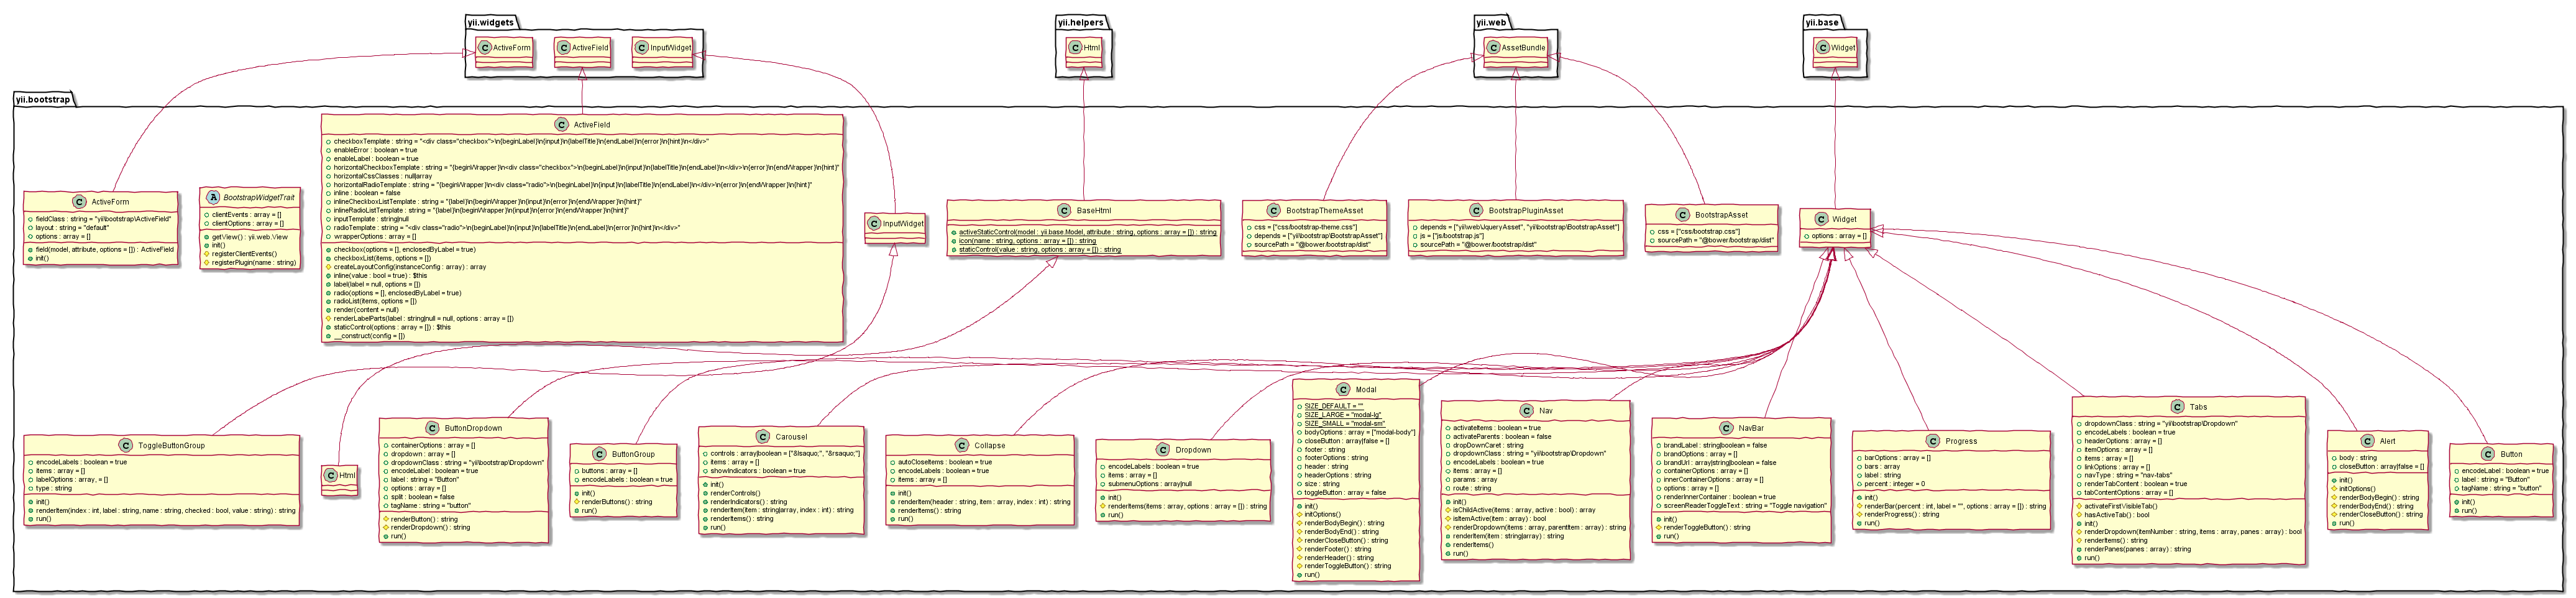 yii.widgets
ActiveForm
ActiveField
InputWidget
yii.helpers
Html
yii.web
AssetBundle
yii.base
Widget
yii.bootstrap
ActiveForm
fieldClass : string = "yii\bootstrap\ActiveField"
layout : string = "default"
options : array = []
field(model, attribute, options = []) : ActiveField
init()
BootstrapWidgetTrait
clientEvents : array = []
clientOptions : array = []
getView() : yii.web.View
init()
registerClientEvents()
registerPlugin(name : string)
ActiveField
checkboxTemplate : string = "<div class="checkbox">\n{beginLabel}\n{input}\n{labelTitle}\n{endLabel}\n{error}\n{hint}\n</div>"
enableError : boolean = true
enableLabel : boolean = true
horizontalCheckboxTemplate : string = "{beginWrapper}\n<div class="checkbox">\n{beginLabel}\n{input}\n{labelTitle}\n{endLabel}\n</div>\n{error}\n{endWrapper}\n{hint}"
horizontalCssClasses : null|array
horizontalRadioTemplate : string = "{beginWrapper}\n<div class="radio">\n{beginLabel}\n{input}\n{labelTitle}\n{endLabel}\n</div>\n{error}\n{endWrapper}\n{hint}"
inline : boolean = false
inlineCheckboxListTemplate : string = "{label}\n{beginWrapper}\n{input}\n{error}\n{endWrapper}\n{hint}"
inlineRadioListTemplate : string = "{label}\n{beginWrapper}\n{input}\n{error}\n{endWrapper}\n{hint}"
inputTemplate : string|null
radioTemplate : string = "<div class="radio">\n{beginLabel}\n{input}\n{labelTitle}\n{endLabel}\n{error}\n{hint}\n</div>"
wrapperOptions : array = []
checkbox(options = [], enclosedByLabel = true)
checkboxList(items, options = [])
createLayoutConfig(instanceConfig : array) : array
inline(value : bool = true) : $this
label(label = null, options = [])
radio(options = [], enclosedByLabel = true)
radioList(items, options = [])
render(content = null)
renderLabelParts(label : string|null = null, options : array = [])
staticControl(options : array = []) : $this
__construct(config = [])
InputWidget
BaseHtml
activeStaticControl(model : yii.base.Model, attribute : string, options : array = []) : string
icon(name : string, options : array = []) : string
staticControl(value : string, options : array = []) : string
BootstrapThemeAsset
css = ["css/bootstrap-theme.css"]
depends = ["yii\bootstrap\BootstrapAsset"]
sourcePath = "@bower/bootstrap/dist"
BootstrapPluginAsset
depends = ["yii\web\JqueryAsset", "yii\bootstrap\BootstrapAsset"]
js = ["js/bootstrap.js"]
sourcePath = "@bower/bootstrap/dist"
BootstrapAsset
css = ["css/bootstrap.css"]
sourcePath = "@bower/bootstrap/dist"
Widget
options : array = []
ToggleButtonGroup
encodeLabels : boolean = true
items : array = []
labelOptions : array, = []
type : string
init()
renderItem(index : int, label : string, name : string, checked : bool, value : string) : string
run()
Html
ButtonDropdown
containerOptions : array = []
dropdown : array = []
dropdownClass : string = "yii\bootstrap\Dropdown"
encodeLabel : boolean = true
label : string = "Button"
options : array = []
split : boolean = false
tagName : string = "button"
renderButton() : string
renderDropdown() : string
run()
ButtonGroup
buttons : array = []
encodeLabels : boolean = true
init()
renderButtons() : string
run()
Carousel
controls : array|boolean = ["&lsaquo;", "&rsaquo;"]
items : array = []
showIndicators : boolean = true
init()
renderControls()
renderIndicators() : string
renderItem(item : string|array, index : int) : string
renderItems() : string
run()
Collapse
autoCloseItems : boolean = true
encodeLabels : boolean = true
items : array = []
init()
renderItem(header : string, item : array, index : int) : string
renderItems() : string
run()
Dropdown
encodeLabels : boolean = true
items : array = []
submenuOptions : array|null
init()
renderItems(items : array, options : array = []) : string
run()
Modal
SIZE_DEFAULT = ""
SIZE_LARGE = "modal-lg"
SIZE_SMALL = "modal-sm"
bodyOptions : array = ["modal-body"]
closeButton : array|false = []
footer : string
footerOptions : string
header : string
headerOptions : string
size : string
toggleButton : array = false
init()
initOptions()
renderBodyBegin() : string
renderBodyEnd() : string
renderCloseButton() : string
renderFooter() : string
renderHeader() : string
renderToggleButton() : string
run()
Nav
activateItems : boolean = true
activateParents : boolean = false
dropDownCaret : string
dropdownClass : string = "yii\bootstrap\Dropdown"
encodeLabels : boolean = true
items : array = []
params : array
route : string
init()
isChildActive(items : array, active : bool) : array
isItemActive(item : array) : bool
renderDropdown(items : array, parentItem : array) : string
renderItem(item : string|array) : string
renderItems()
run()
NavBar
brandLabel : string|boolean = false
brandOptions : array = []
brandUrl : array|string|boolean = false
containerOptions : array = []
innerContainerOptions : array = []
options : array = []
renderInnerContainer : boolean = true
screenReaderToggleText : string = "Toggle navigation"
init()
renderToggleButton() : string
run()
Progress
barOptions : array = []
bars : array
label : string
percent : integer = 0
init()
renderBar(percent : int, label = "", options : array = []) : string
renderProgress() : string
run()
Tabs
dropdownClass : string = "yii\bootstrap\Dropdown"
encodeLabels : boolean = true
headerOptions : array = []
itemOptions : array = []
items : array = []
linkOptions : array = []
navType : string = "nav-tabs"
renderTabContent : boolean = true
tabContentOptions : array = []
activateFirstVisibleTab()
hasActiveTab() : bool
init()
renderDropdown(itemNumber : string, items : array, panes : array) : bool
renderItems() : string
renderPanes(panes : array) : string
run()
Alert
body : string
closeButton : array|false = []
init()
initOptions()
renderBodyBegin() : string
renderBodyEnd() : string
renderCloseButton() : string
run()
Button
encodeLabel : boolean = true
label : string = "Button"
tagName : string = "button"
init()
run()